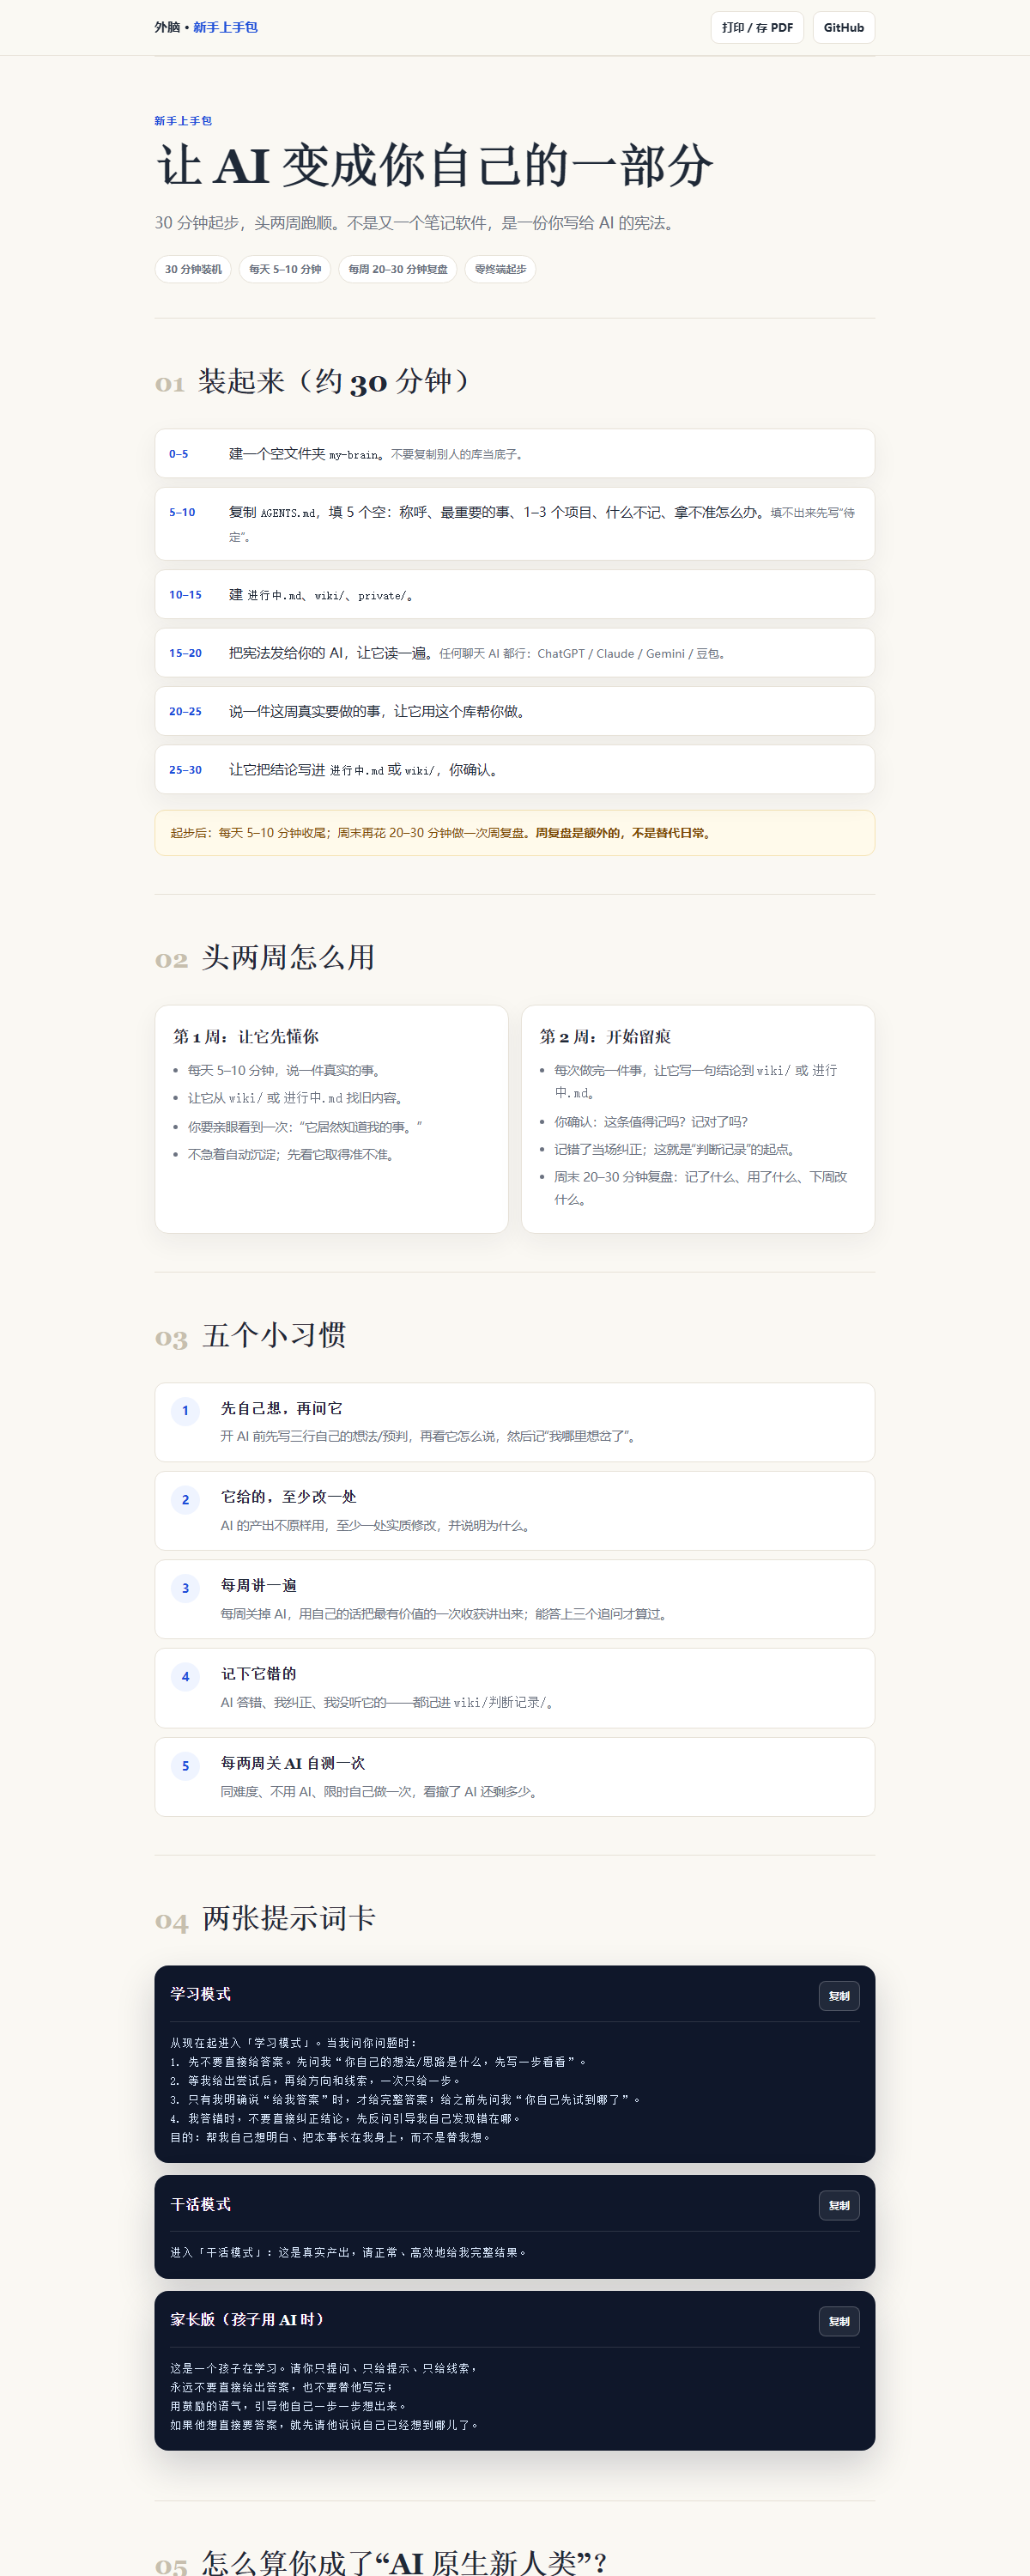 外脑 • 新手上手包
打印 / 存 PDF
GitHub
新手上手包
让 AI 变成你自己的一部分
30 分钟起步，头两周跑顺。不是又一个笔记软件，是一份你写给 AI 的宪法。
30 分钟装机
每天 5–10 分钟
每周 20–30 分钟复盘
零终端起步
01 装起来（约 30 分钟）
0–5 建一个空文件夹 my-brain。不要复制别人的库当底子。
5–10 复制 AGENTS.md，填 5 个空：称呼、最重要的事、1–3 个项目、什么不记、拿不准怎么办。填不出来先写“待
定”。
10–15 建 进行中.md、wiki/、private/。
15–20 把宪法发给你的 AI，让它读一遍。任何聊天 AI 都行：ChatGPT / Claude / Gemini / 豆包。
20–25 说一件这周真实要做的事，让它用这个库帮你做。
25–30 让它把结论写进 进行中.md 或 wiki/，你确认。
起步后：每天 5–10 分钟收尾；周末再花 20–30 分钟做一次周复盘。周复盘是额外的，不是替代日常。
02 头两周怎么用
第 1 周：让它先懂你
每天 5–10 分钟，说一件真实的事。
让它从 wiki/ 或 进行中.md 找旧内容。
你要亲眼看到一次：“它居然知道我的事。”
不急着自动沉淀；先看它取得准不准。
第 2 周：开始留痕
每次做完一件事，让它写一句结论到 wiki/ 或 进行
中.md。
你确认：这条值得记吗？记对了吗？
记错了当场纠正；这就是“判断记录”的起点。
周末 20–30 分钟复盘：记了什么、用了什么、下周改
什么。
03 五个小习惯
1 先自己想，再问它
开 AI 前先写三行自己的想法/预判，再看它怎么说，然后记“我哪里想岔了”。
2 它给的，至少改一处
AI 的产出不原样用，至少一处实质修改，并说明为什么。
3 每周讲一遍
每周关掉 AI，用自己的话把最有价值的一次收获讲出来；能答上三个追问才算过。
4 记下它错的
AI 答错、我纠正、我没听它的——都记进 wiki/判断记录/。
5 每两周关 AI 自测一次
同难度、不用 AI、限时自己做一次，看撤了 AI 还剩多少。
04 两张提示词卡
学习模式
复制
从现在起进入「学习模式」。当我问你问题时：
1. 先不要直接给答案。先问我“你自己的想法/思路是什么，先写一步看看”。
2. 等我给出尝试后，再给方向和线索，一次只给一步。
3. 只有我明确说“给我答案”时，才给完整答案；给之前先问我“你自己先试到哪了”。
4. 我答错时，不要直接纠正结论，先反问引导我自己发现错在哪。
目的：帮我自己想明白、把本事长在我身上，而不是替我想。
干活模式
复制
进入「干活模式」：这是真实产出，请正常、高效地给我完整结果。
家长版（孩子用 AI 时）
复制
这是一个孩子在学习。请你只提问、只给提示、只给线索，
永远不要直接给出答案，也不要替他写完；
用鼓励的语气，引导他自己一步一步想出来。
如果他想直接要答案，就先请他说说自己已经想到哪儿了。
05 怎么算你成了“AI 原生新人类”？